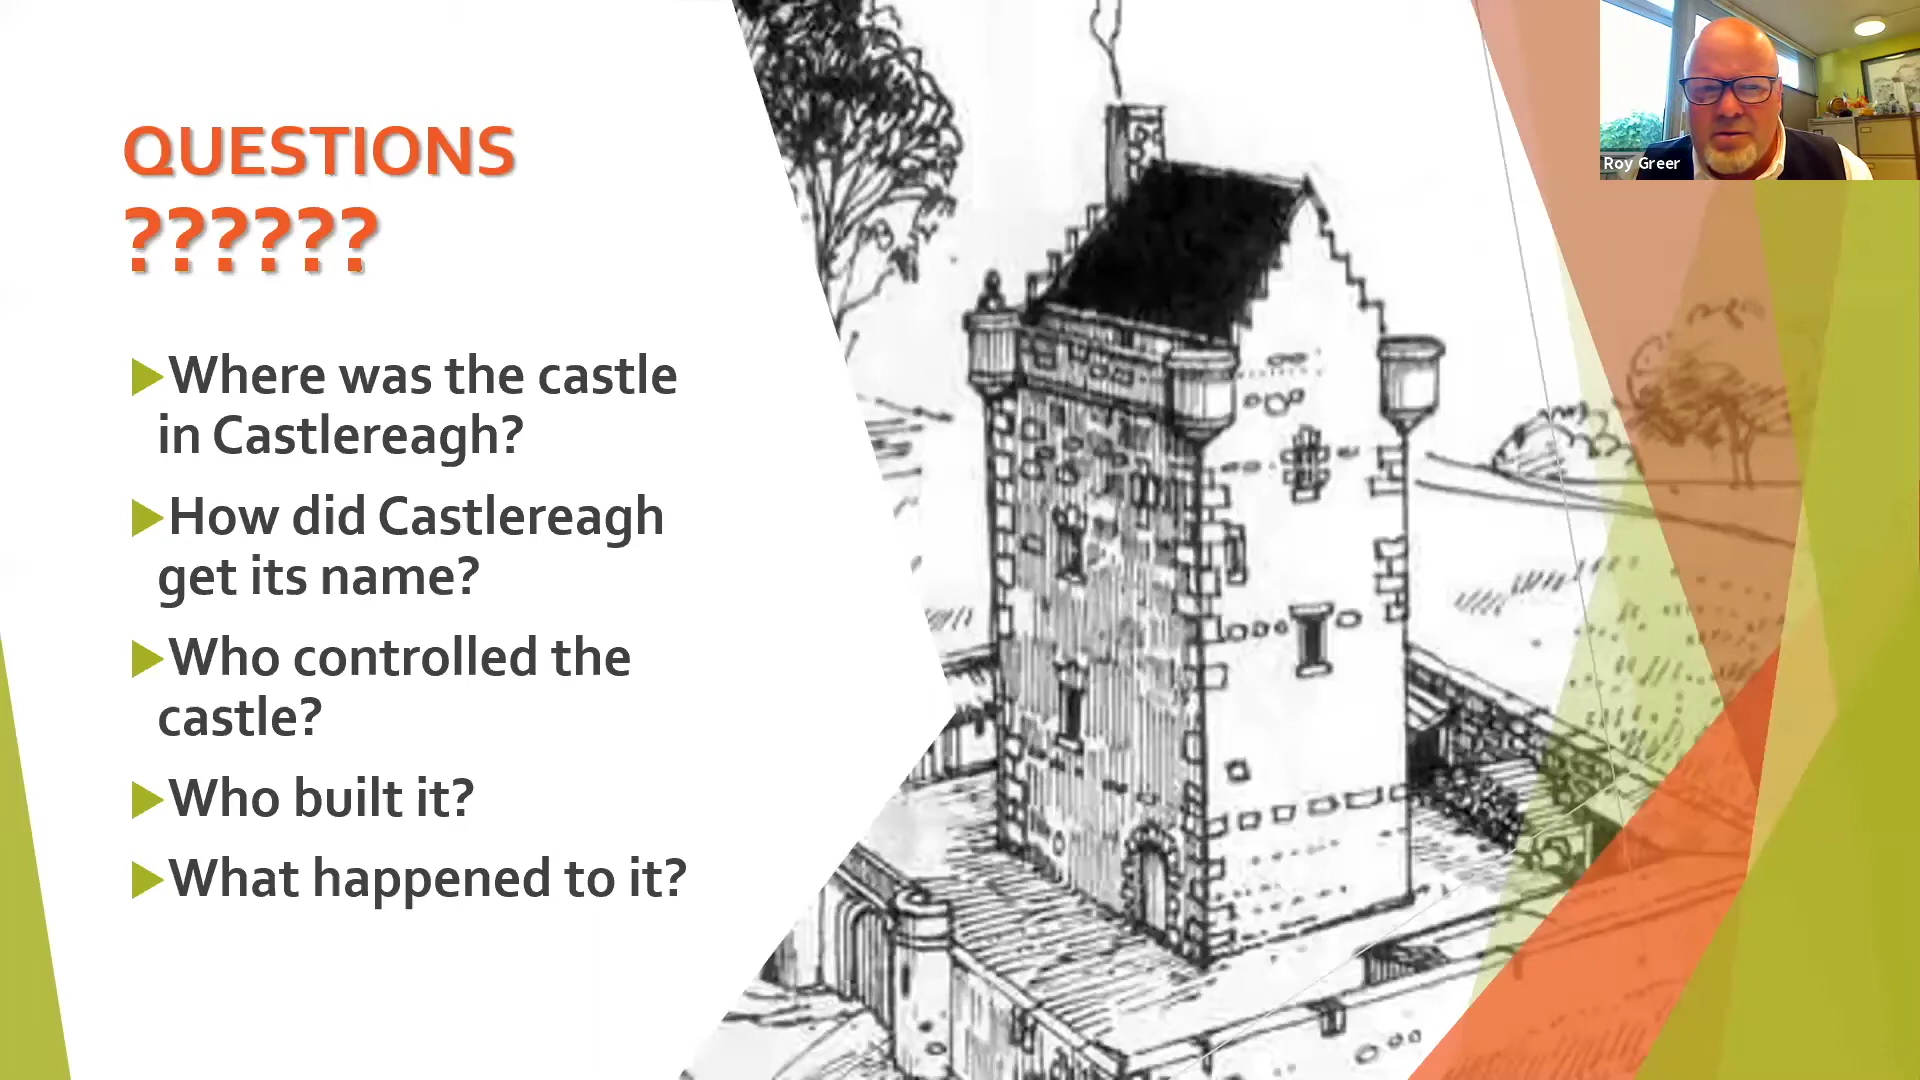 QUESTIONS
??????
Where was the castle
in Castlereagh?
How did Castlereagh
get its name?
Who controlled the
castle?
Who built it?
What happened to it?
Roy Greer